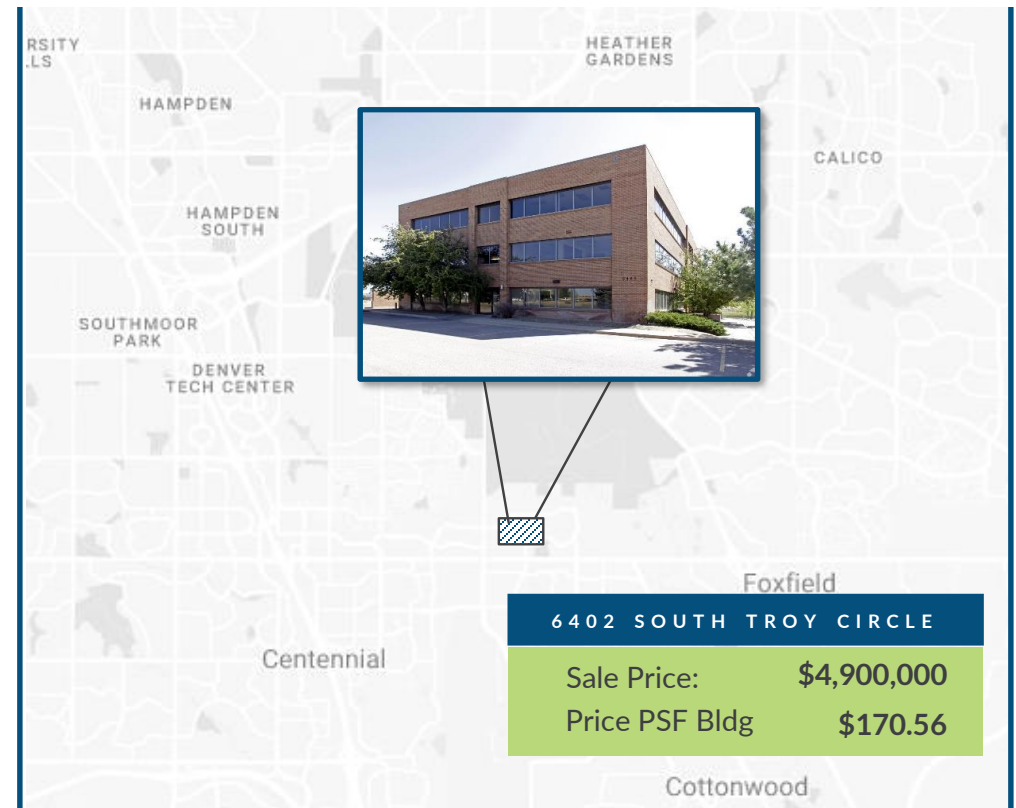 RSITY
LLS
HEATHER
GARDENS
HAMPDEN
CALICO
HAMPDEN
SOUTH
SOUTHMOOR
PARK
DENVER
TECH CENTER
Foxfield
6402 SOUTH TROY CIRCLE
Centennial
Sale Price: $4,900,000
Price PSF Bldg $170.56
Cottonwood